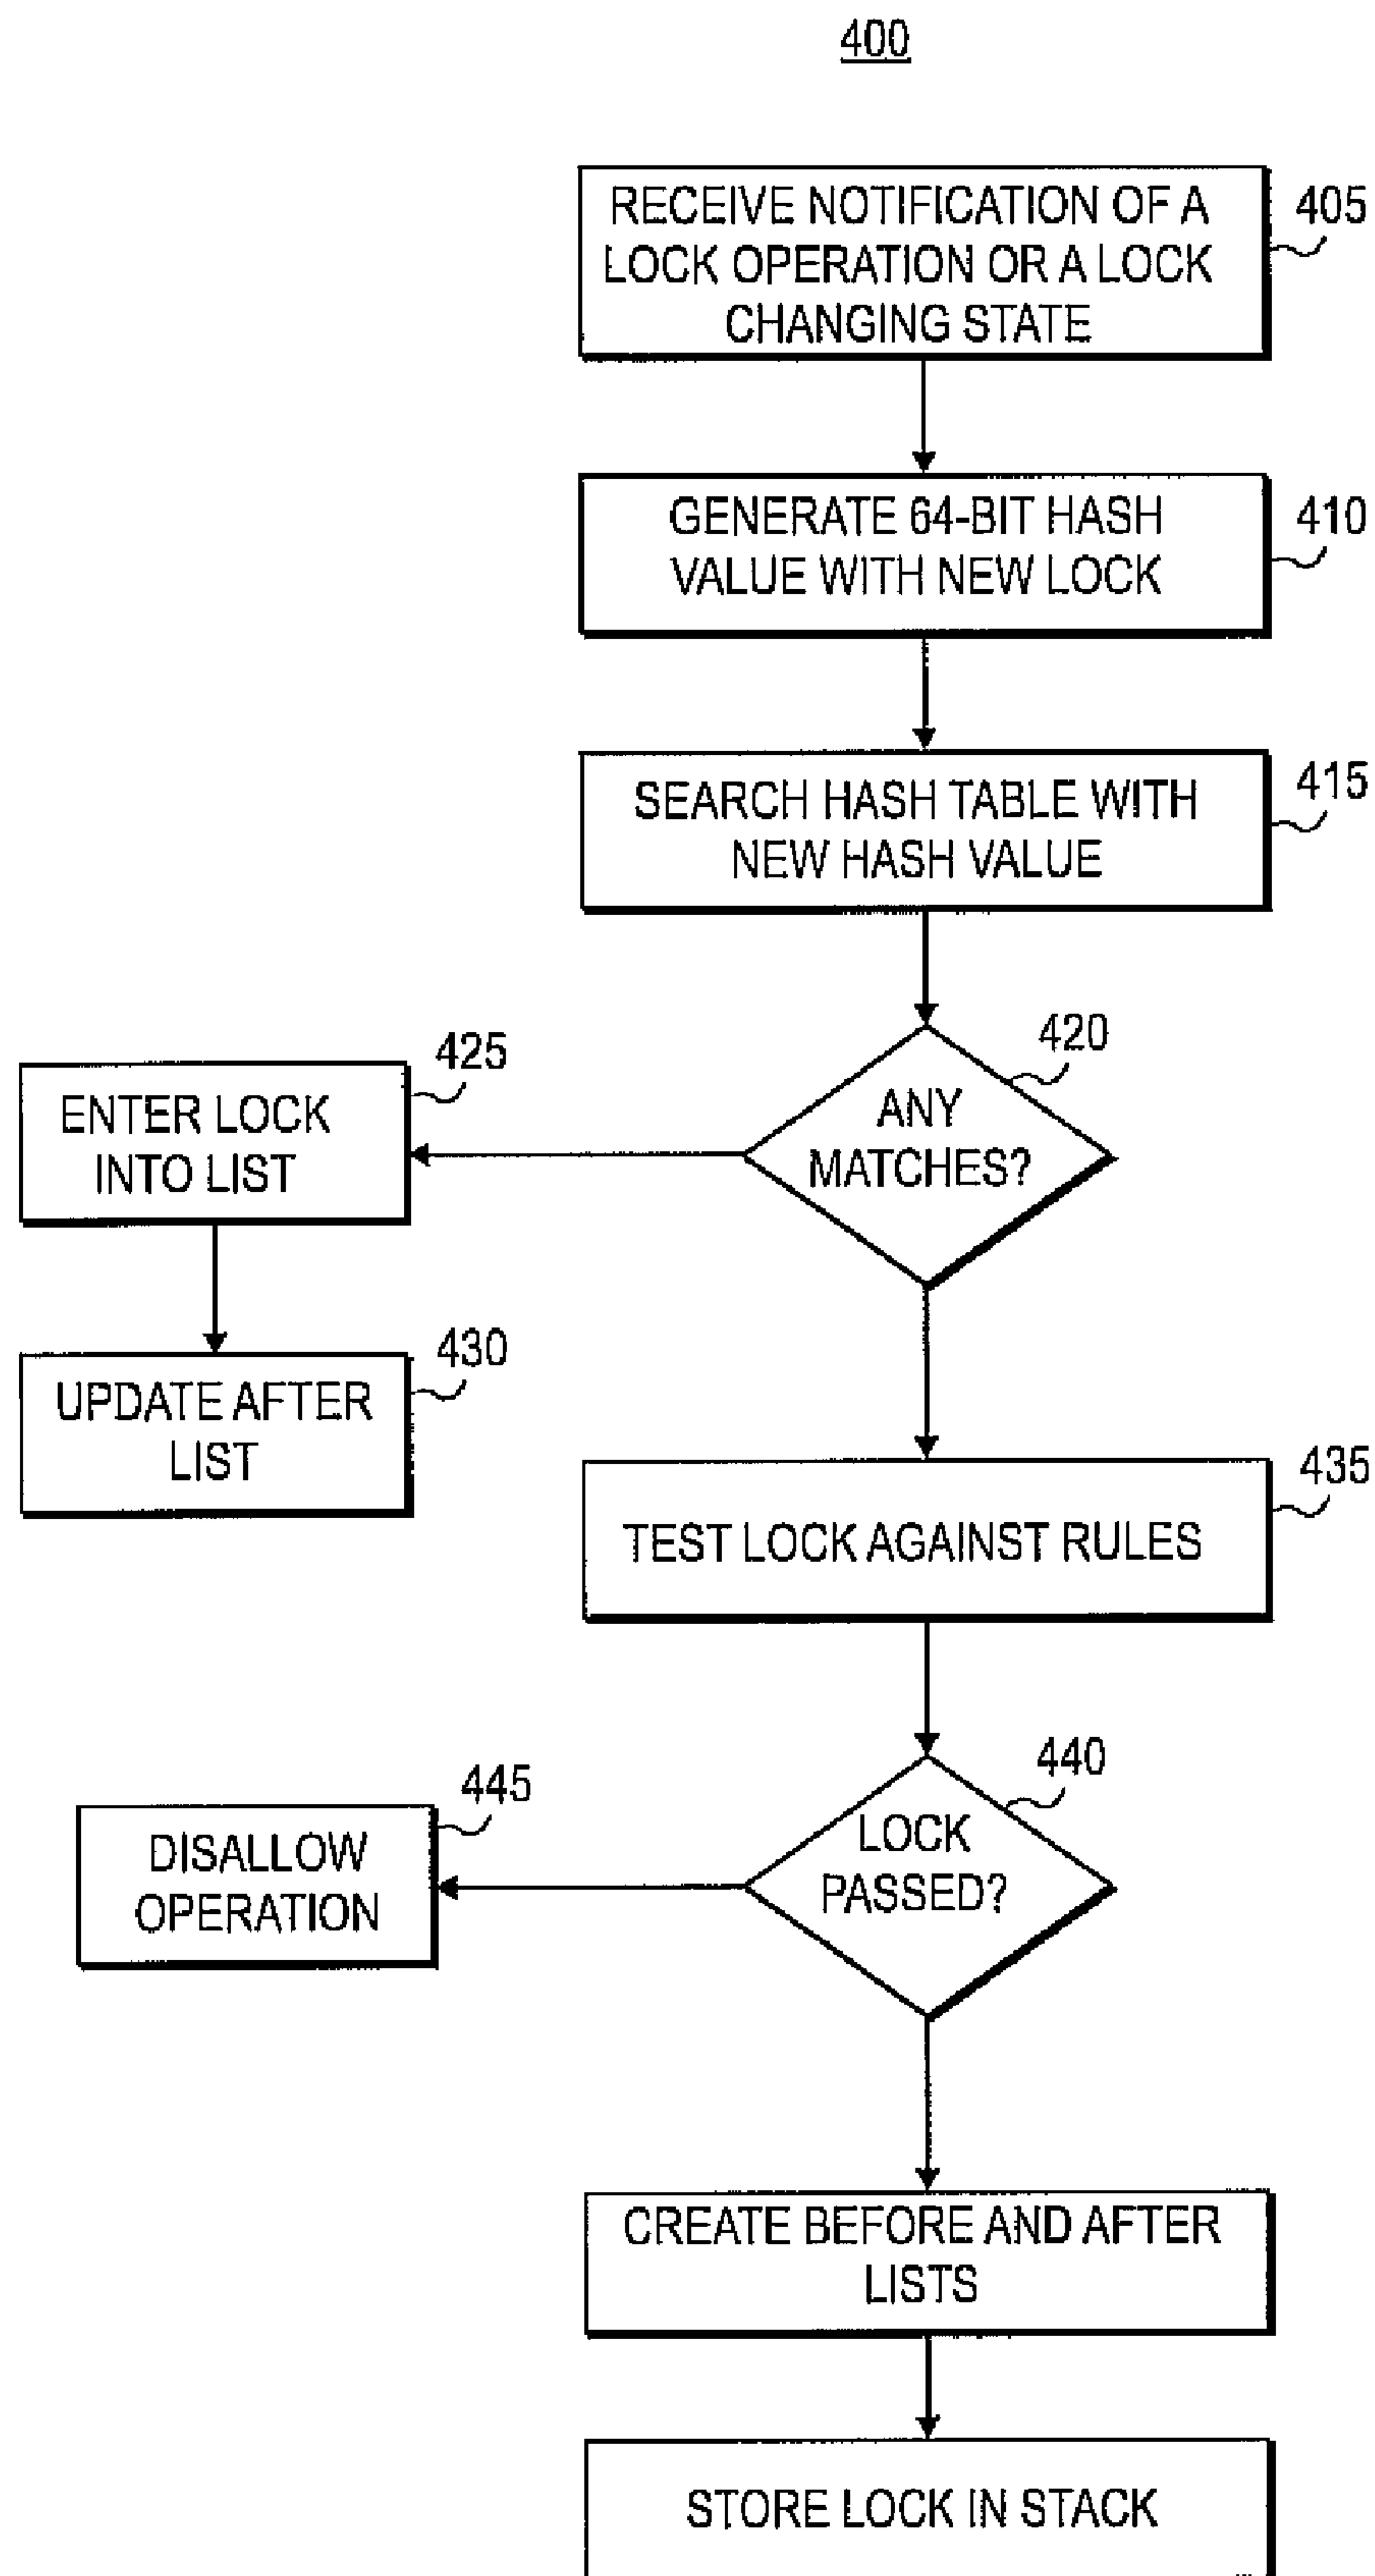 400
RECEIVE NOTIFICATION OF A
LOCK OPERATION OR A LOCK
CHANGING STATE
405
GENERATE 64-BIT HASH
VALUE WITH NEW LOCK
410
SEARCH HASH TABLE WITH
NEW HASH VALUE
415
ANY
MATCHES?
420
ENTER LOCK
INTO LIST
425
UPDATE AFTER
LIST
430
TEST LOCK AGAINST RULES
435
LOCK
PASSED?
440
DISALLOW
OPERATION
445
CREATE BEFORE AND AFTER
LISTS
STORE LOCK IN STACK